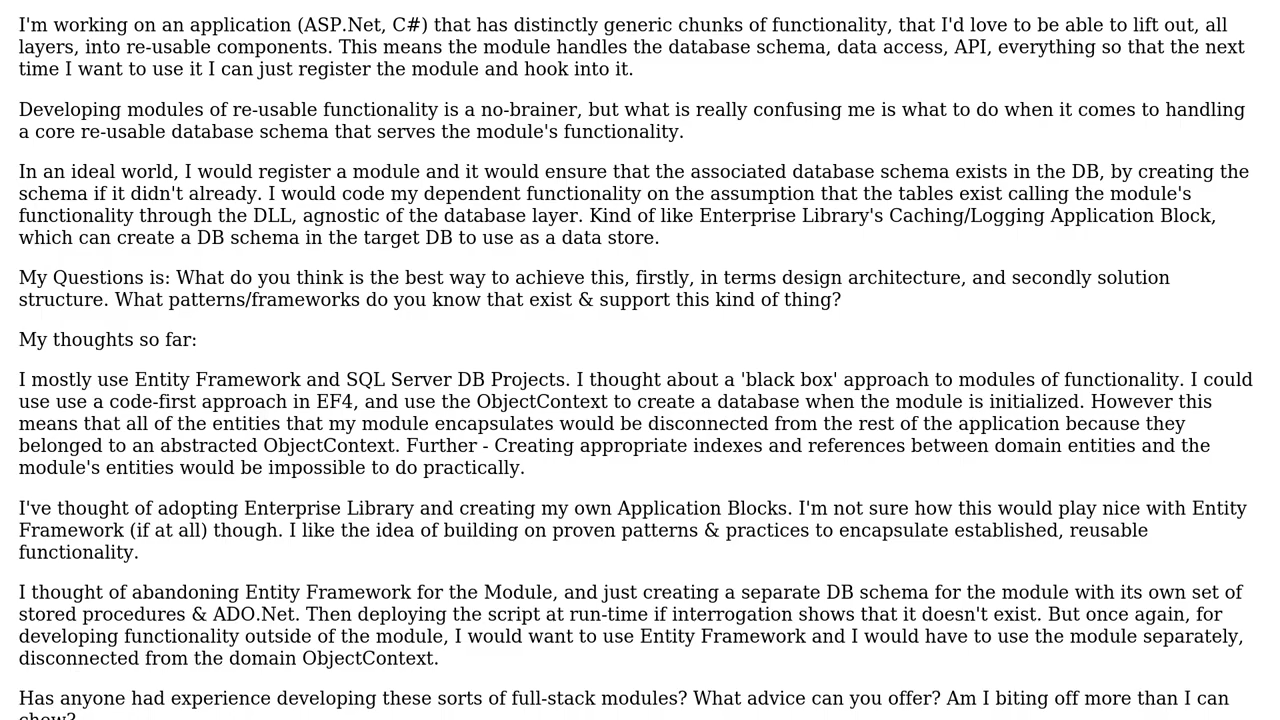 I'm working on an application (ASP.Net, C#) that has distinctly generic chunks of functionality, that I'd love to be able to lift out, all
layers, into re-usable components. This means the module handles the database schema, data access, API, everything so that the next
time I want to use it I can just register the module and hook into it.
Developing modules of re-usable functionality is a no-brainer, but what is really confusing me is what to do when it comes to handling
a core re-usable database schema that serves the module's functionality.
In an ideal world, I would register a module and it would ensure that the associated database schema exists in the DB, by creating the
schema if it didn't already. I would code my dependent functionality on the assumption that the tables exist calling the module's
functionality through the DLL, agnostic of the database layer. Kind of like Enterprise Library's Caching/Logging Application Block,
which can create a DB schema in the target DB to use as a data store.
My Questions is: What do you think is the best way to achieve this, firstly, in terms design architecture, and secondly solution
structure. What patterns/frameworks do you know that exist & support this kind of thing?
My thoughts so far:
I mostly use Entity Framework and SQL Server DB Projects. I thought about a 'black box' approach to modules of functionality. I could
use use a code-first approach in EF4, and use the ObjectContext to create a database when the module is initialized. However this
means that all of the entities that my module encapsulates would be disconnected from the rest of the application because they
belonged to an abstracted ObjectContext. Further - Creating appropriate indexes and references between domain entities and the
module's entities would be impossible to do practically.
I've thought of adopting Enterprise Library and creating my own Application Blocks. I'm not sure how this would play nice with Entity
Framework (if at all) though. I like the idea of building on proven patterns & practices to encapsulate established, reusable
functionality.
I thought of abandoning Entity Framework for the Module, and just creating a separate DB schema for the module with its own set of
stored procedures & ADO.Net. Then deploying the script at run-time if interrogation shows that it doesn't exist. But once again, for
developing functionality outside of the module, I would want to use Entity Framework and I would have to use the module separately,
disconnected from the domain ObjectContext.
Has anyone had experience developing these sorts of full-stack modules? What advice can you offer? Am I biting off more than I can
chew?